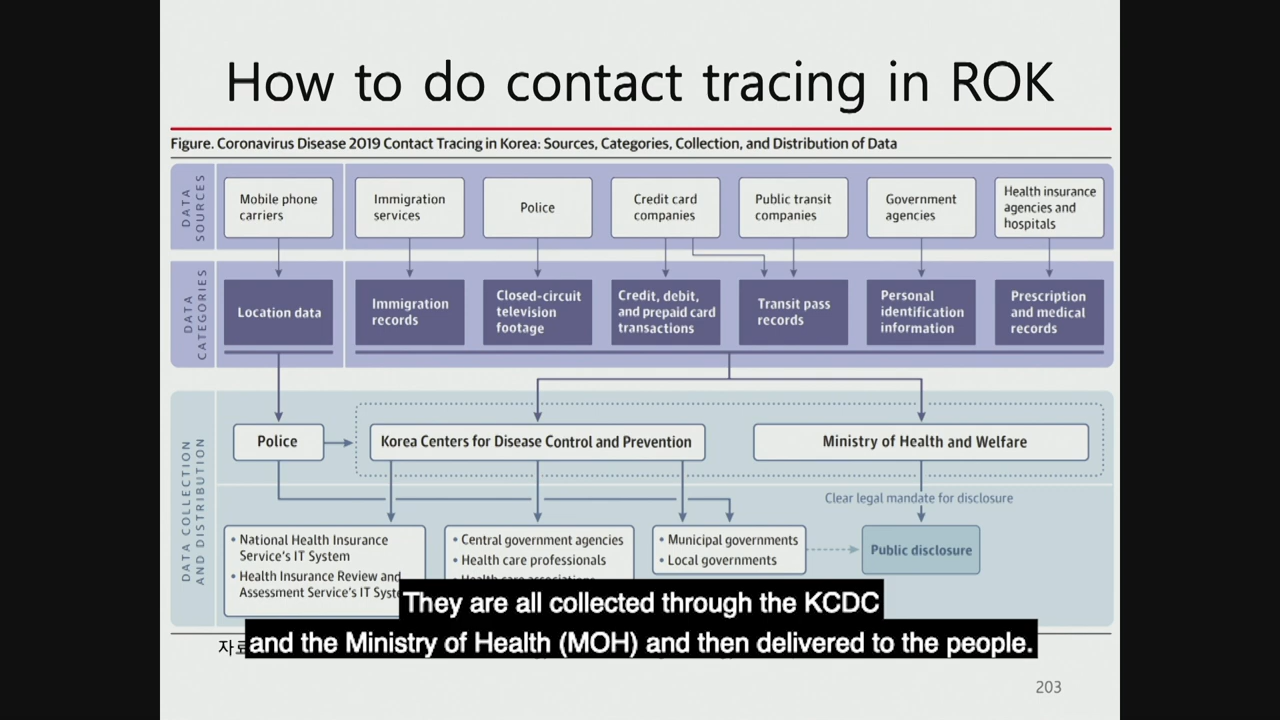 How to do contact tracing in ROK
Figure. Coronavirus Disease 2019 Contact Tracing in Korea: Sources, Categories, Collection, and Distribution of Data
DATA
SOURCES
Mobile phone
carriers
Immigration
services
Police
Credit card
companies
Public transit
companies
Government
agencies
Health insurance
agencies and
hospitals
DATA
CATEGORIES
Location data
Immigration
records
Closed-circuit
television
footage
Credit, debit,
and prepaid card
transactions
Transit pass
records
Personal
identification
information
Prescription
and medical
records
DATA COLLECTION
AND DISTRIBUTION
Police
Korea Centers for Disease Control and Prevention
Ministry of Health and Welfare
Clear legal mandate for disclosure
• National Health Insurance
Service's IT System
• Health Insurance Review and
Assessment Service's IT
• Central government agencies
• Health care professionals
• Health care associations
• Municipal governments
• Local governments
Public disclosure
They are all collected through the KCDC
and the Ministry of Health (MOH) and then delivered to the people.
203